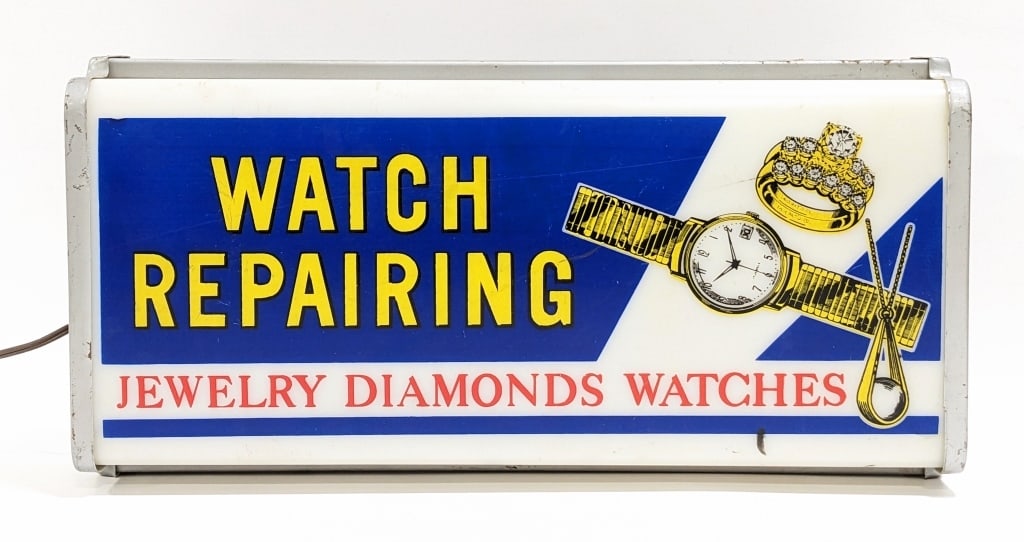 WATCH
REPAIRING
JEWELRY DIAMONDS WATCHES